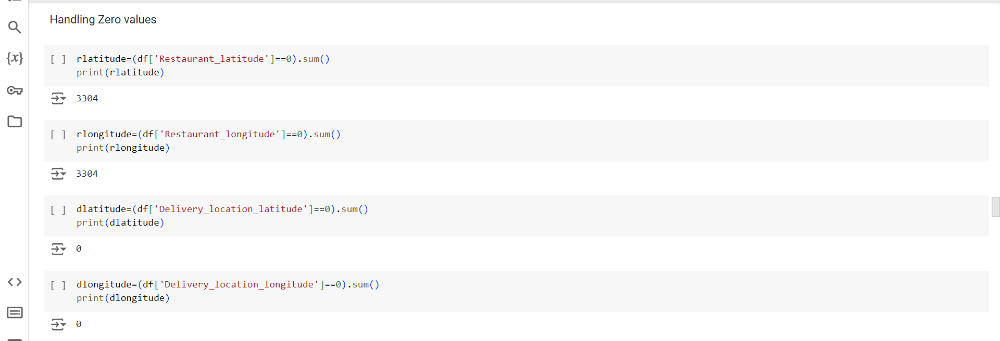 Handling Zero values
{x}
[ ] rlatitude=(df['Restaurant_latitude']==0).sum()
print(rlatitude)
3304
[ ] rlongitude=(df['Restaurant_longitude']==0).sum()
print(rlongitude)
3304
[ ] dlatitude=(df['Delivery_location_latitude']==0).sum()
print(dlatitude)
0
[ ] dlongitude=(df['Delivery_location_longitude']==0).sum()
print(dlongitude)
0